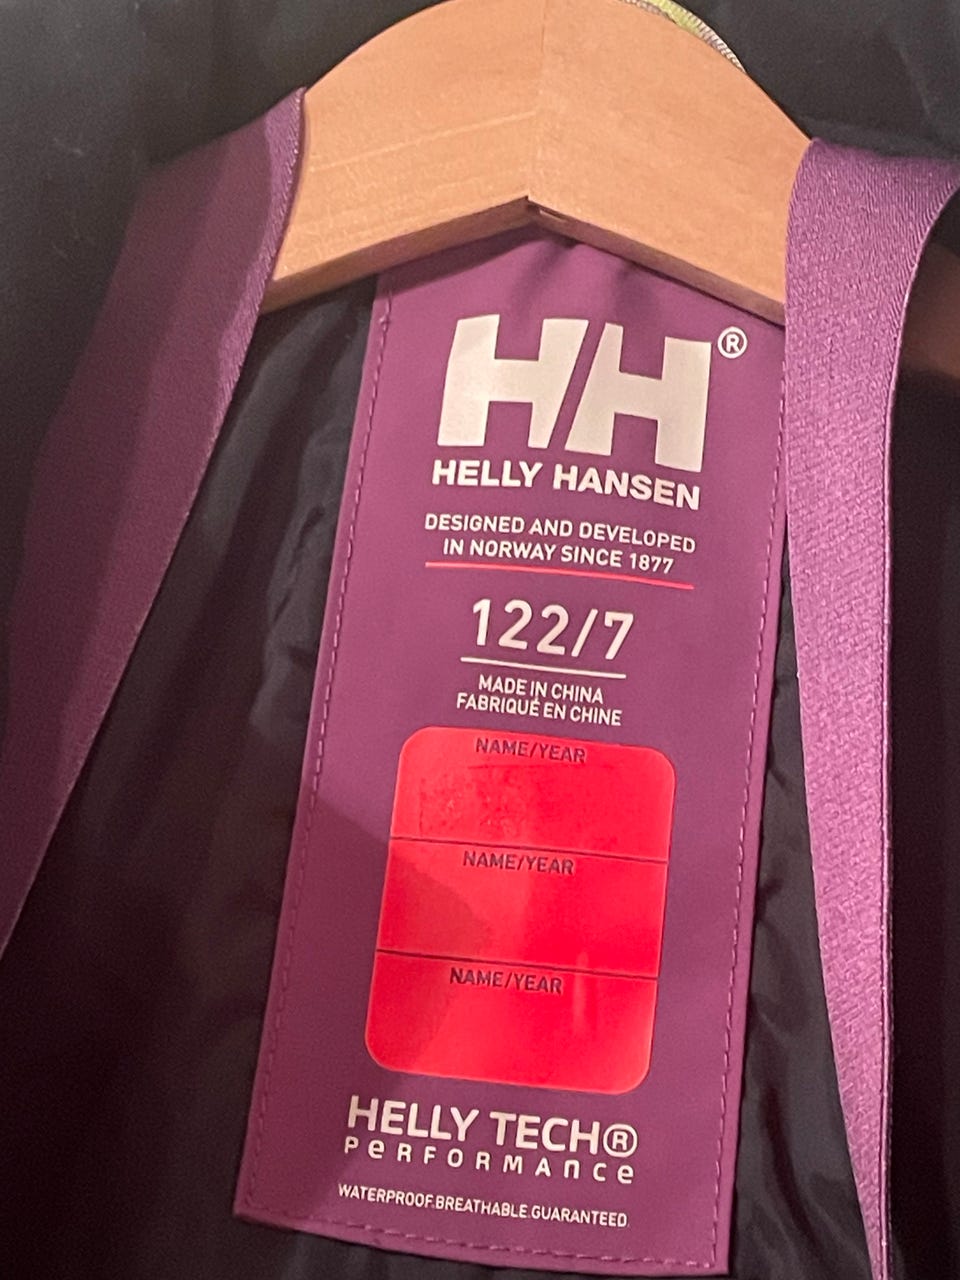 HH®
HELLY HANSEN
DESIGNED AND DEVELOPED
IN NORWAY SINCE 1877
122/7
MADE IN CHINA
FABRIQUÉ EN CHINE
NAME/YEAR
NAME/YEAR
NAME/YEAR
HELLY TECH®
PeRFORMAnce
WATERPROOF.BREATHABLE.GUARANTEED.